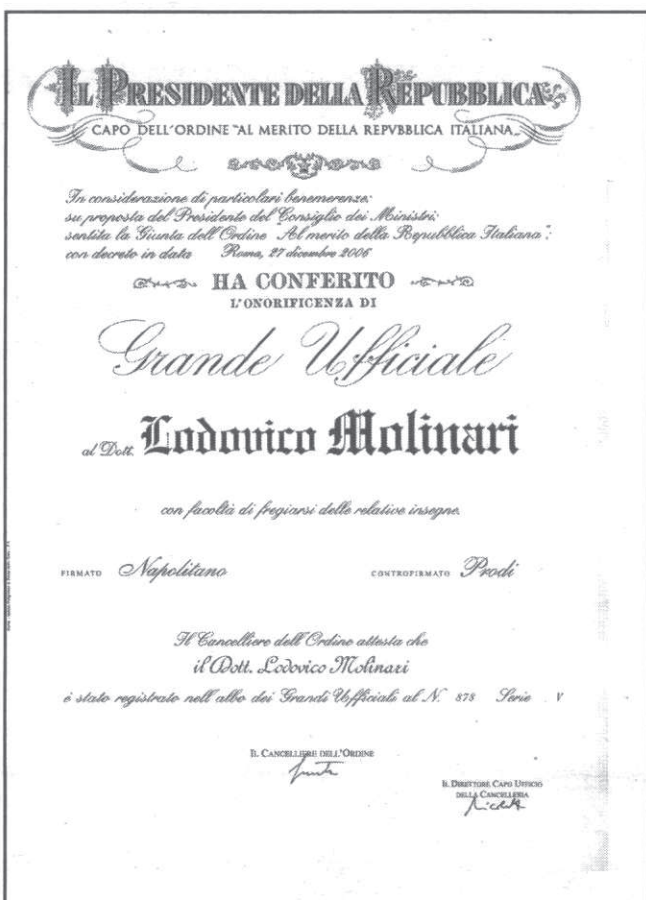 IL PRESIDENTE DELLA REPUBBLICA
CAPO DELL'ORDINE "AL MERITO DELLA REPVBBLICA ITALIANA"
In considerazione di particolari benemerenze;
su proposta del Presidente del Consiglio dei Ministri;
sentita la Giunta dell'Ordine "Al merito della Repubblica Italiana";
con decreto in data Roma, 27 dicembre 2006
HA CONFERITO
L'ONORIFICENZA DI
Grande Ufficiale
al Dott. Lodovico Molinari
con facoltà di fregiarsi delle relative insegne.
FIRMATO Napolitano CONTROFIRMATO Prodi
Il Cancelliere dell'Ordine attesta che
il Dott. Lodovico Molinari
è stato registrato nell'albo dei Grandi Ufficiali al N. 878 Serie V
IL CANCELLIERE DELL'ORDINE
IL DIRETTORE CAPO UFFICIO
DELLA CANCELLERIA